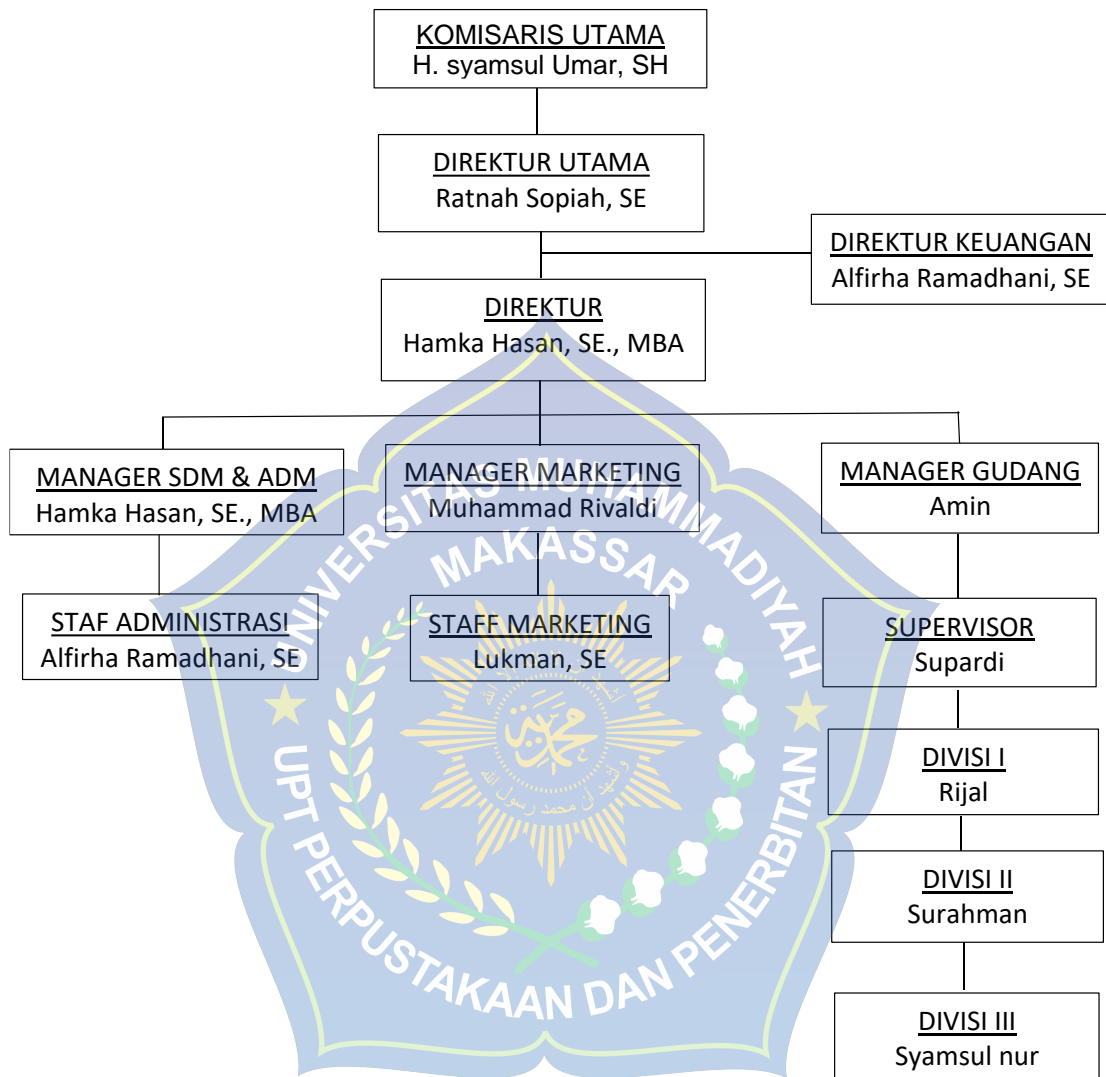 KOMISARIS UTAMA
H. syamsul Umar, SH
DIREKTUR UTAMA
Ratnah Sopiah, SE
DIREKTUR KEUANGAN
Alfirha Ramadhani, SE
DIREKTUR
Hamka Hasan, SE., MBA
MANAGER SDM & ADM
Hamka Hasan, SE., MBA
MANAGER MARKETING
Muhammad Rivaldi
MANAGER GUDANG
Amin
STAF ADMINISTRASI
Alfirha Ramadhani, SE
STAFF MARKETING
Lukman, SE
SUPERVISOR
Supardi
DIVISI I
Rijal
DIVISI II
Surahman
DIVISI III
Syamsul nur
UNIVERSITAS MUHAMMADIYAH
MAKASSAR
UPT PERPUSTAKAAN DAN PENERBITAN